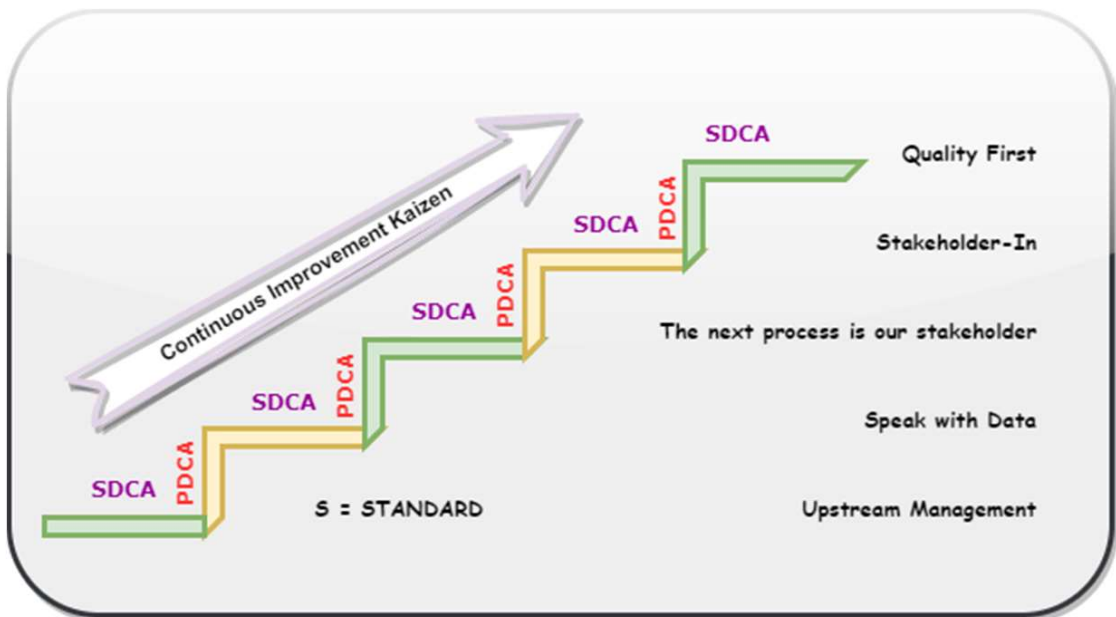 SDCA
Quality First
Continuous Improvement Kaizen
SDCA
PDCA
Stakeholder-In
SDCA
PDCA
The next process is our stakeholder
SDCA
PDCA
Speak with Data
SDCA
PDCA
S = STANDARD
Upstream Management